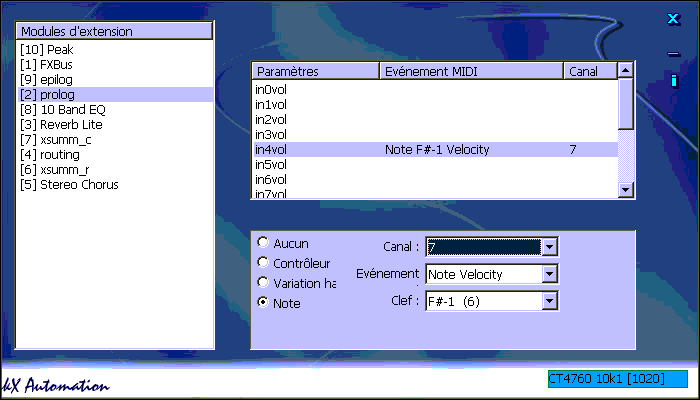 Modules d'extension
[10] Peak
[1] FXBus
[9] epilog
[2] prolog
[8] 10 Band EQ
[3] Reverb Lite
[7] xsumm_c
[4] routing
[6] xsumm_r
[5] Stereo Chorus
Paramètres Evénement MIDI Canal
in0vol
in1vol
in2vol
in3vol
in4vol Note F#-1 Velocity 7
in5vol
in6vol
in7vol
Aucun
Contrôleur
Variation ha
Note
Canal : 7
Evénement Note Velocity
Clef : F#-1 (6)
kX Automation
CT4760 10k1 [1020]